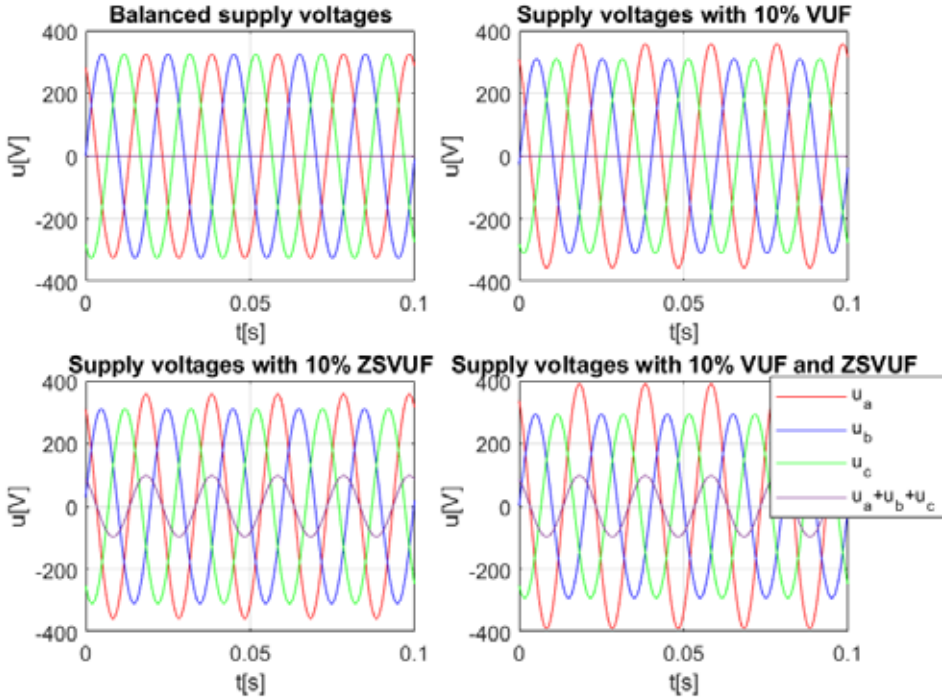 Balanced supply voltages
400
200
0
-200
-400
u[V]
0
0.05
0.1
t[s]
Supply voltages with 10% VUF
400
200
0
-200
-400
u[V]
0
0.05
0.1
t[s]
Supply voltages with 10% ZSVUF
400
200
0
-200
-400
u[V]
0
0.05
0.1
t[s]
Supply voltages with 10% VUF and ZSVUF
400
200
0
-200
-400
u[V]
0
0.05
0.1
t[s]
u_a
u_b
u_c
u_a+u_b+u_c